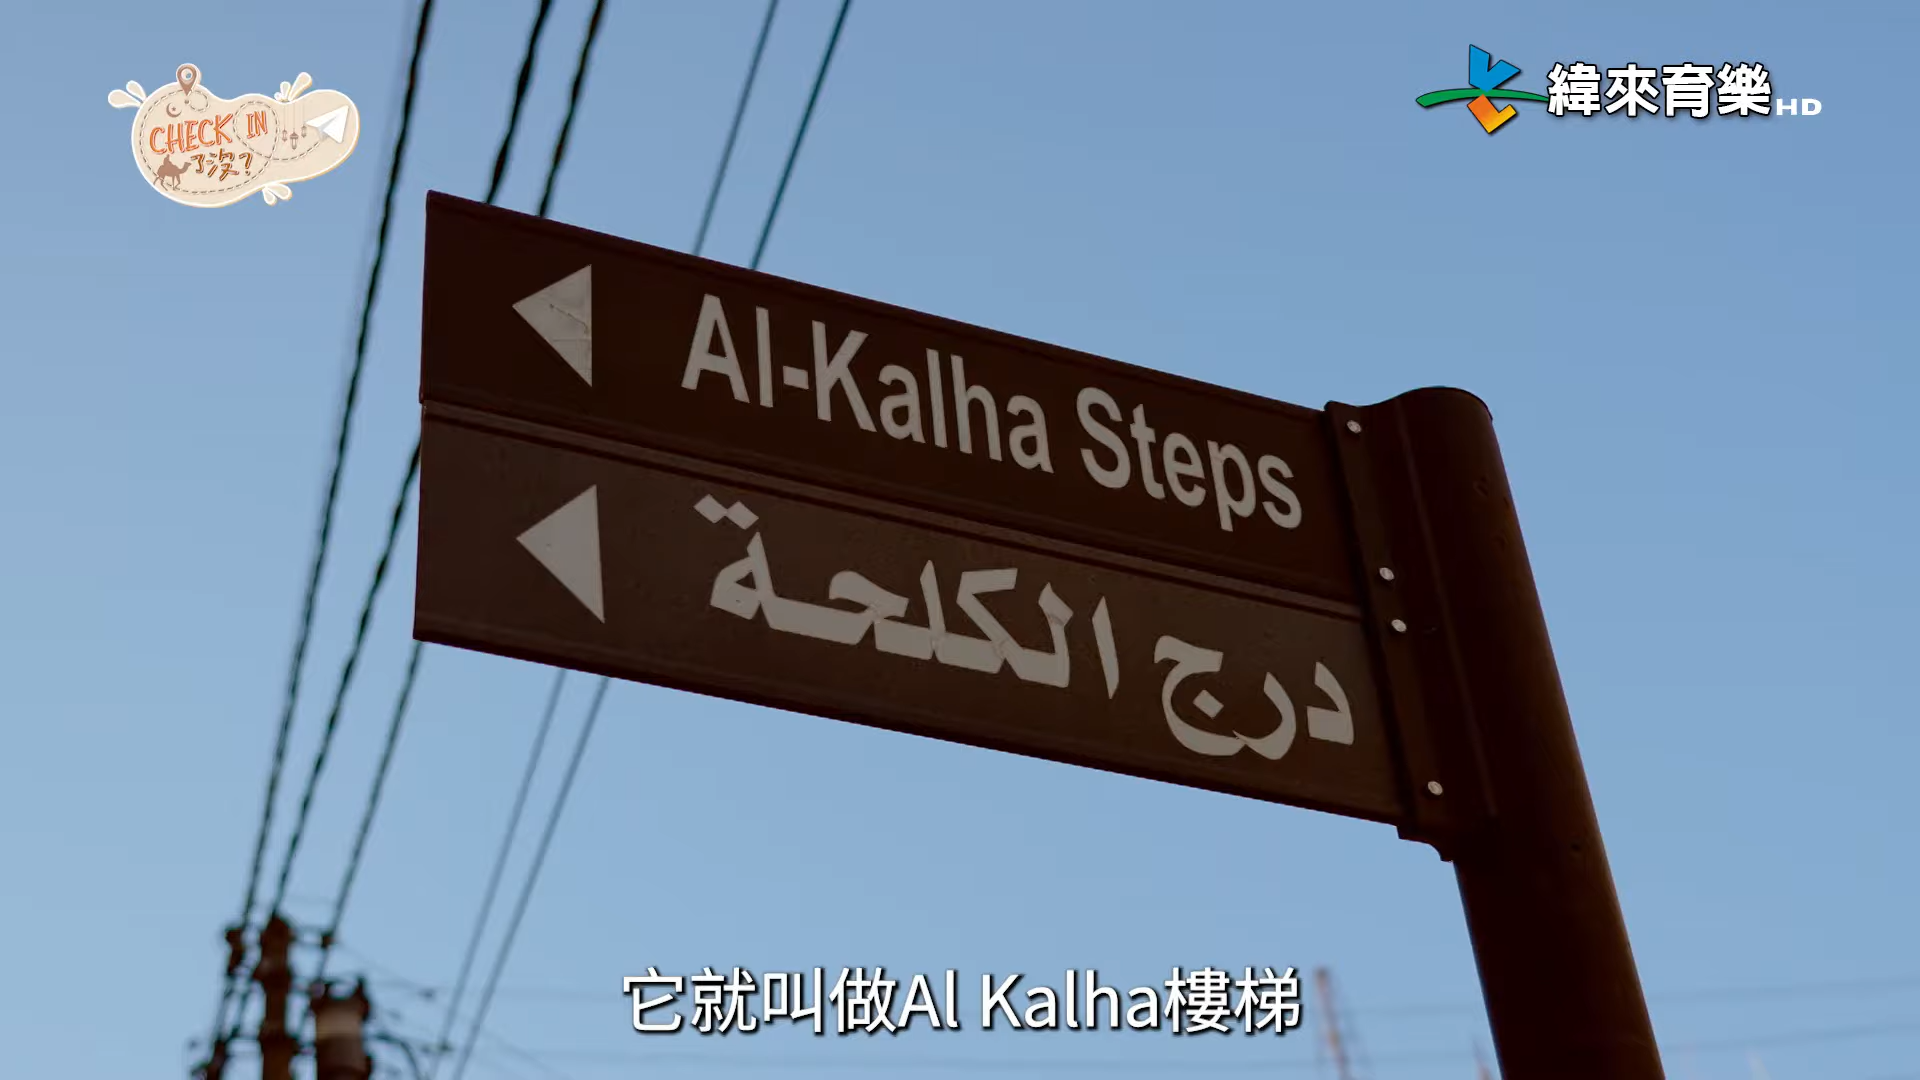 CHECK IN
了沒?
緯來育樂HD
Al-Kalha Steps
درج الكلحة
它就叫做Al Kalha樓梯